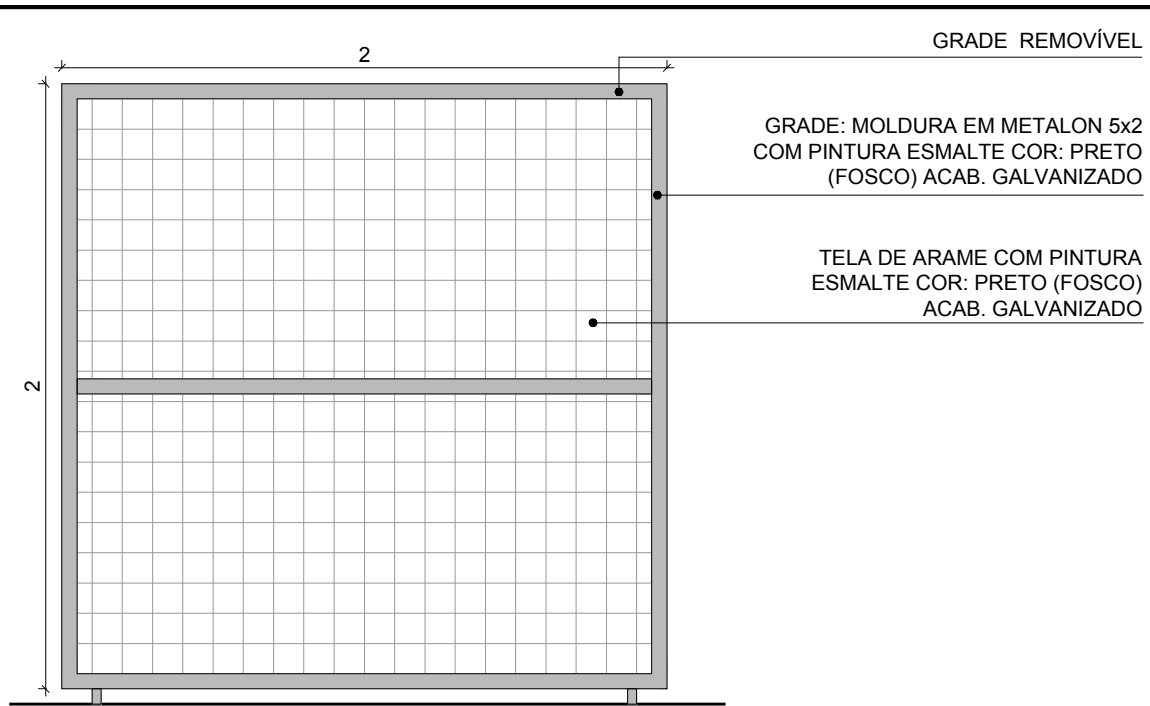 2
GRADE REMOVÍVEL
GRADE: MOLDURA EM METALON 5x2
COM PINTURA ESMALTE COR: PRETO
(FOSCO) ACAB. GALVANIZADO
TELA DE ARAME COM PINTURA
ESMALTE COR: PRETO (FOSCO)
ACAB. GALVANIZADO
2